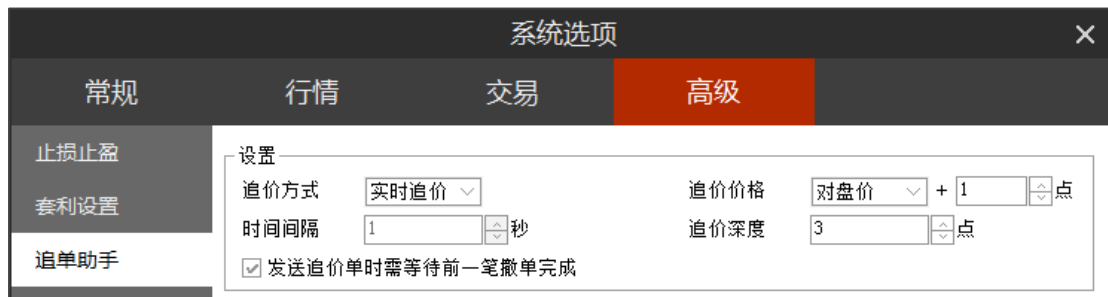 系统选项
常规 行情 交易 高级
止损止盈
套利设置
追单助手
设置
追价方式 实时追价 追价价格 对盘价 + 1 点
时间间隔 1 秒 追价深度 3 点
发送追价单时需等待前一笔撤单完成